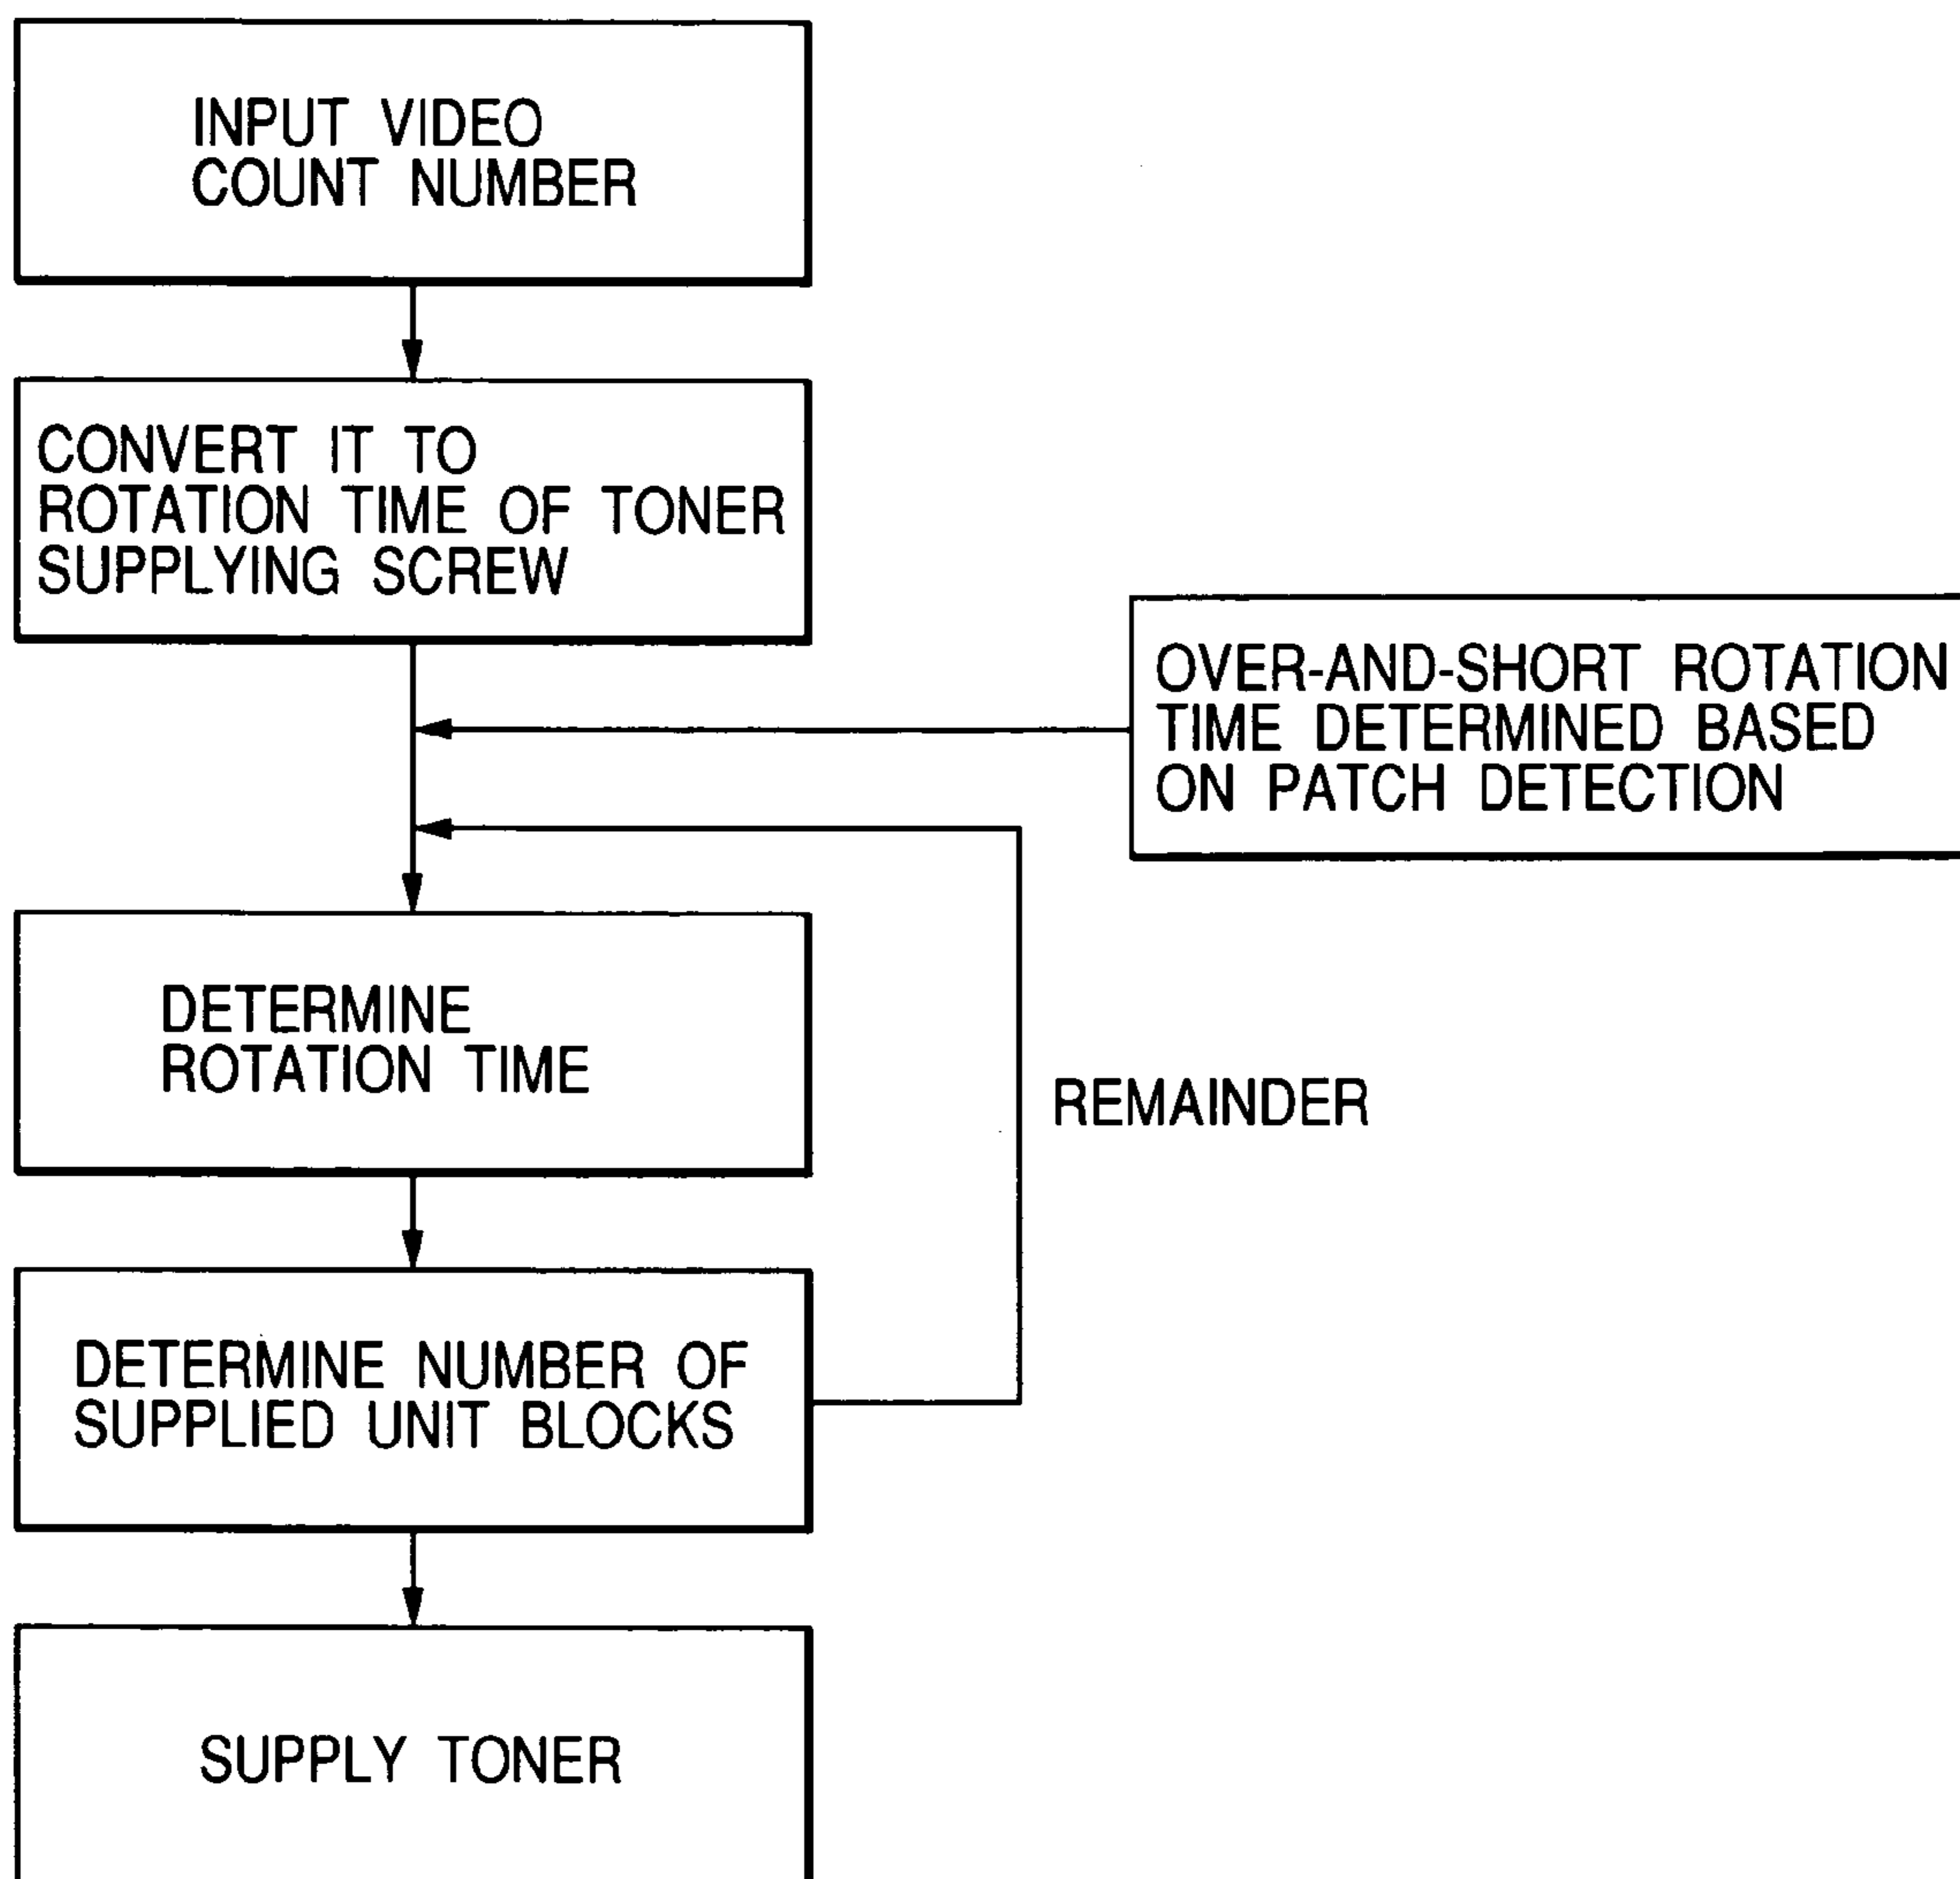 INPUT VIDEO
COUNT NUMBER
CONVERT IT TO
ROTATION TIME OF TONER
SUPPLYING SCREW
OVER-AND-SHORT ROTATION
TIME DETERMINED BASED
ON PATCH DETECTION
DETERMINE
ROTATION TIME
REMAINDER
DETERMINE NUMBER OF
SUPPLIED UNIT BLOCKS
SUPPLY TONER